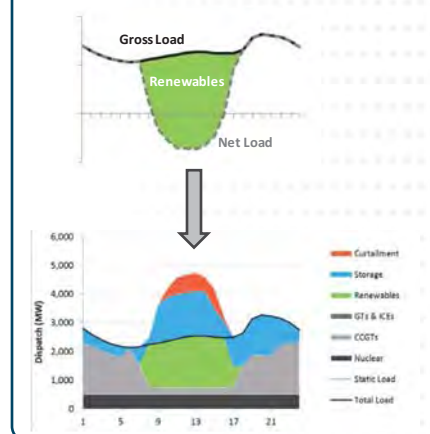 Gross Load
Renewables
Net Load
6,000
5,000
4,000
3,000
2,000
1,000
0
Dispatch (MW)
1 5 9 13 17 21
Curtailment
Storage
Renewables
GTs & ICEs
CCGTs
Nuclear
Static Load
Total Load